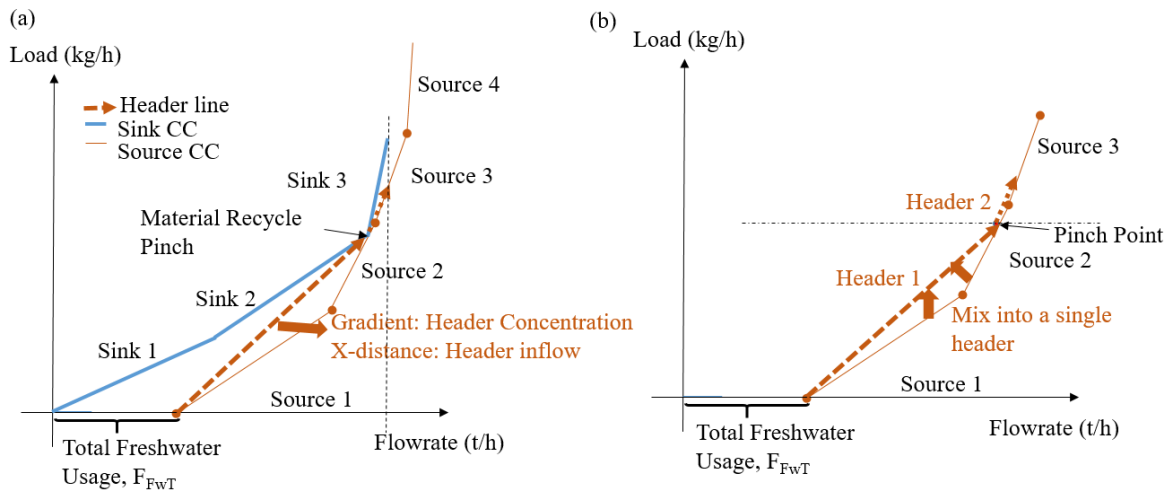 (a)
Load (kg/h)
Header line
Sink CC
Source CC
Source 4
Sink 3
Source 3
Material Recycle
Pinch
Source 2
Sink 2
Gradient: Header Concentration
X-distance: Header inflow
Sink 1
Source 1
Flowrate (t/h)
Total Freshwater
Usage, FFwT
(b)
Load (kg/h)
Source 3
Header 2
Pinch Point
Source 2
Header 1
Mix into a single
header
Source 1
Flowrate (t/h)
Total Freshwater
Usage, FFwT